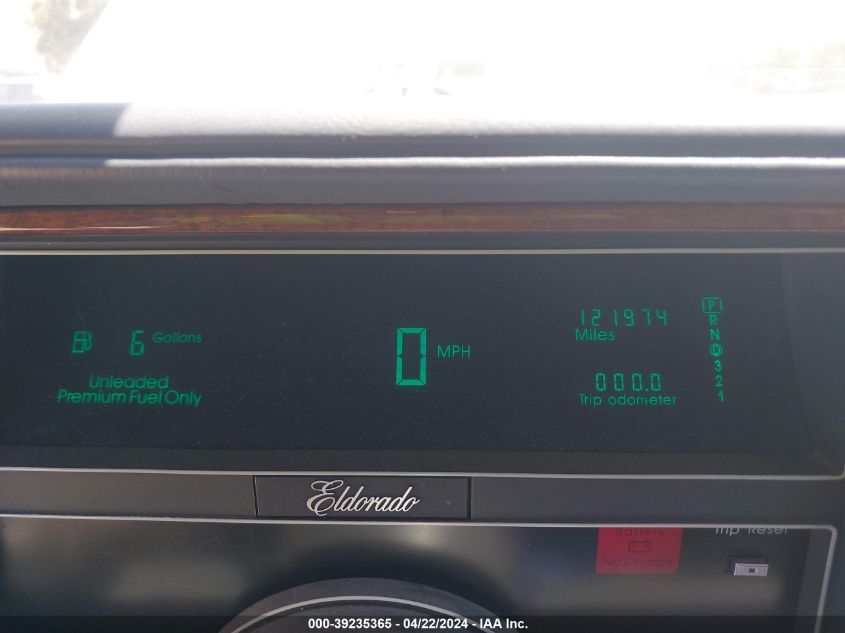 6 Gallons
Unleaded
Premium Fuel Only
0 MPH
121974
Miles
000.0
Trip odometer
P
R
N
D
3
2
1
Eldorado
Battery
No Charge
Trip Reset
000-39235365 - 04/22/2024 - IAA Inc.